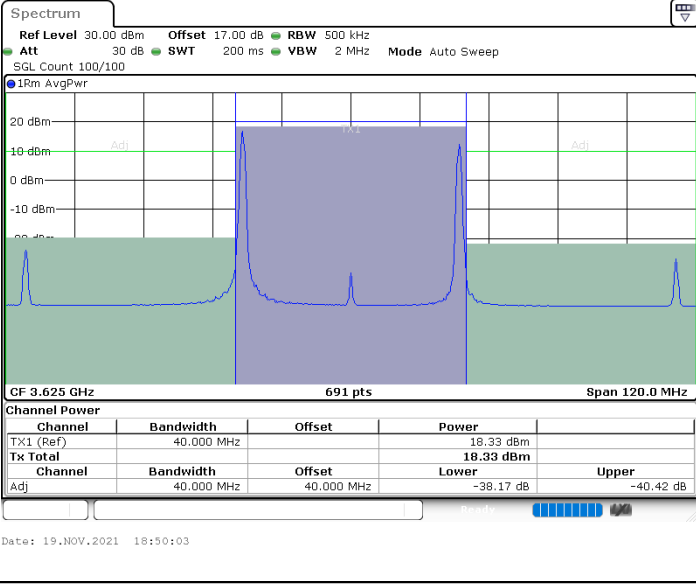 Spectrum
Ref Level 30.00 dBm Offset 17.00 dB RBW 500 kHz
Att 30 dB SWT 200 ms VBW 2 MHz Mode Auto Sweep
SGL Count 100/100
1Rm AvgPwr
20 dBm
TX1
Adj Adj
10 dBm
0 dBm
-10 dBm
CF 3.625 GHz 691 pts Span 120.0 MHz
Channel Power
Channel Bandwidth Offset Power
TX1 (Ref) 40.000 MHz 18.33 dBm
Tx Total 18.33 dBm
Channel Bandwidth Offset Lower Upper
Adj 40.000 MHz 40.000 MHz -38.17 dB -40.42 dB
Ready
Date: 19.NOV.2021 18:50:03